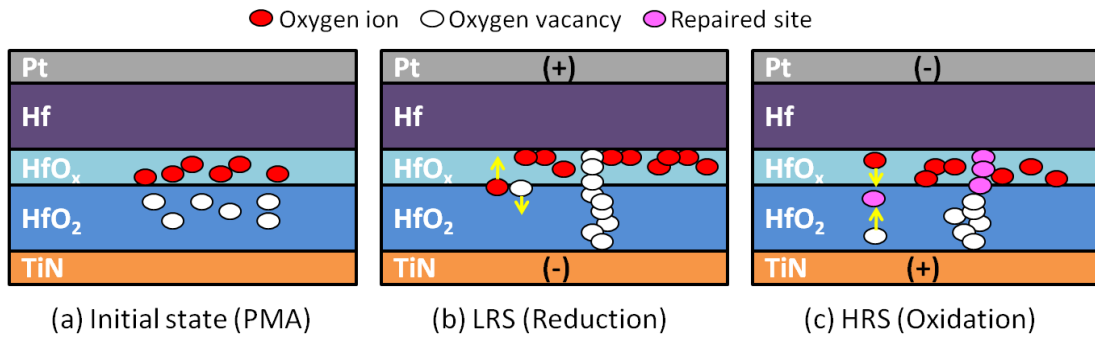 Oxygen ion Oxygen vacancy Repaired site
Pt
Hf
HfOₓ
HfO₂
TiN
(a) Initial state (PMA)
Pt (+)
Hf
HfOₓ
HfO₂
TiN (-)
(b) LRS (Reduction)
Pt (-)
Hf
HfOₓ
HfO₂
TiN (+)
(c) HRS (Oxidation)